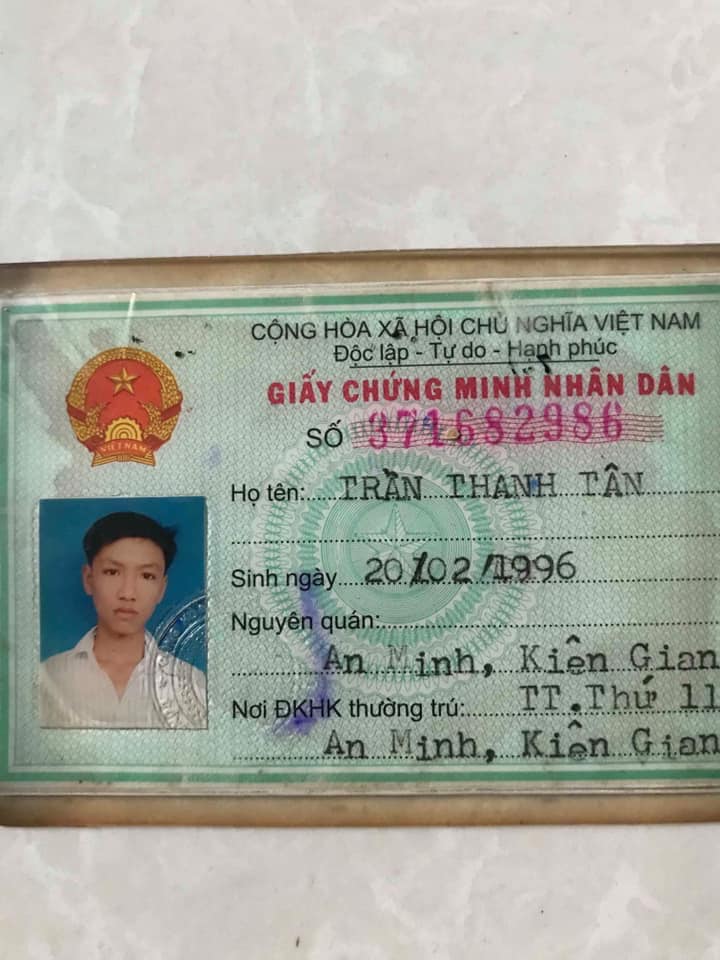 CỘNG HÒA XÃ HỘI CHỦ NGHĨA VIỆT NAM
Độc lập - Tự do - Hạnh phúc
GIẤY CHỨNG MINH NHÂN DÂN
VIỆT NAM
SỐ 371682986
Họ tên: TRẦN THANH TÂN
Sinh ngày 20/02/1996
Nguyên quán:
An Minh, Kiên Gian
Nơi ĐKHK thường trú: TT.Thứ 11
An Minh, Kiên Gian